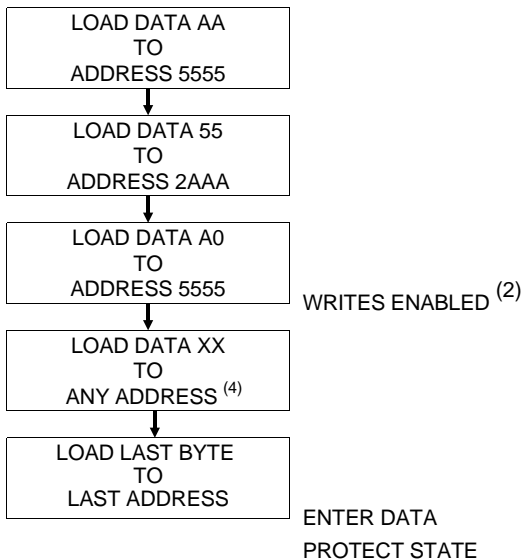 LOAD DATA AA
TO
ADDRESS 5555
LOAD DATA 55
TO
ADDRESS 2AAA
LOAD DATA A0
TO
ADDRESS 5555
WRITES ENABLED (2)
LOAD DATA XX
TO
ANY ADDRESS (4)
LOAD LAST BYTE
TO
LAST ADDRESS
ENTER DATA
PROTECT STATE